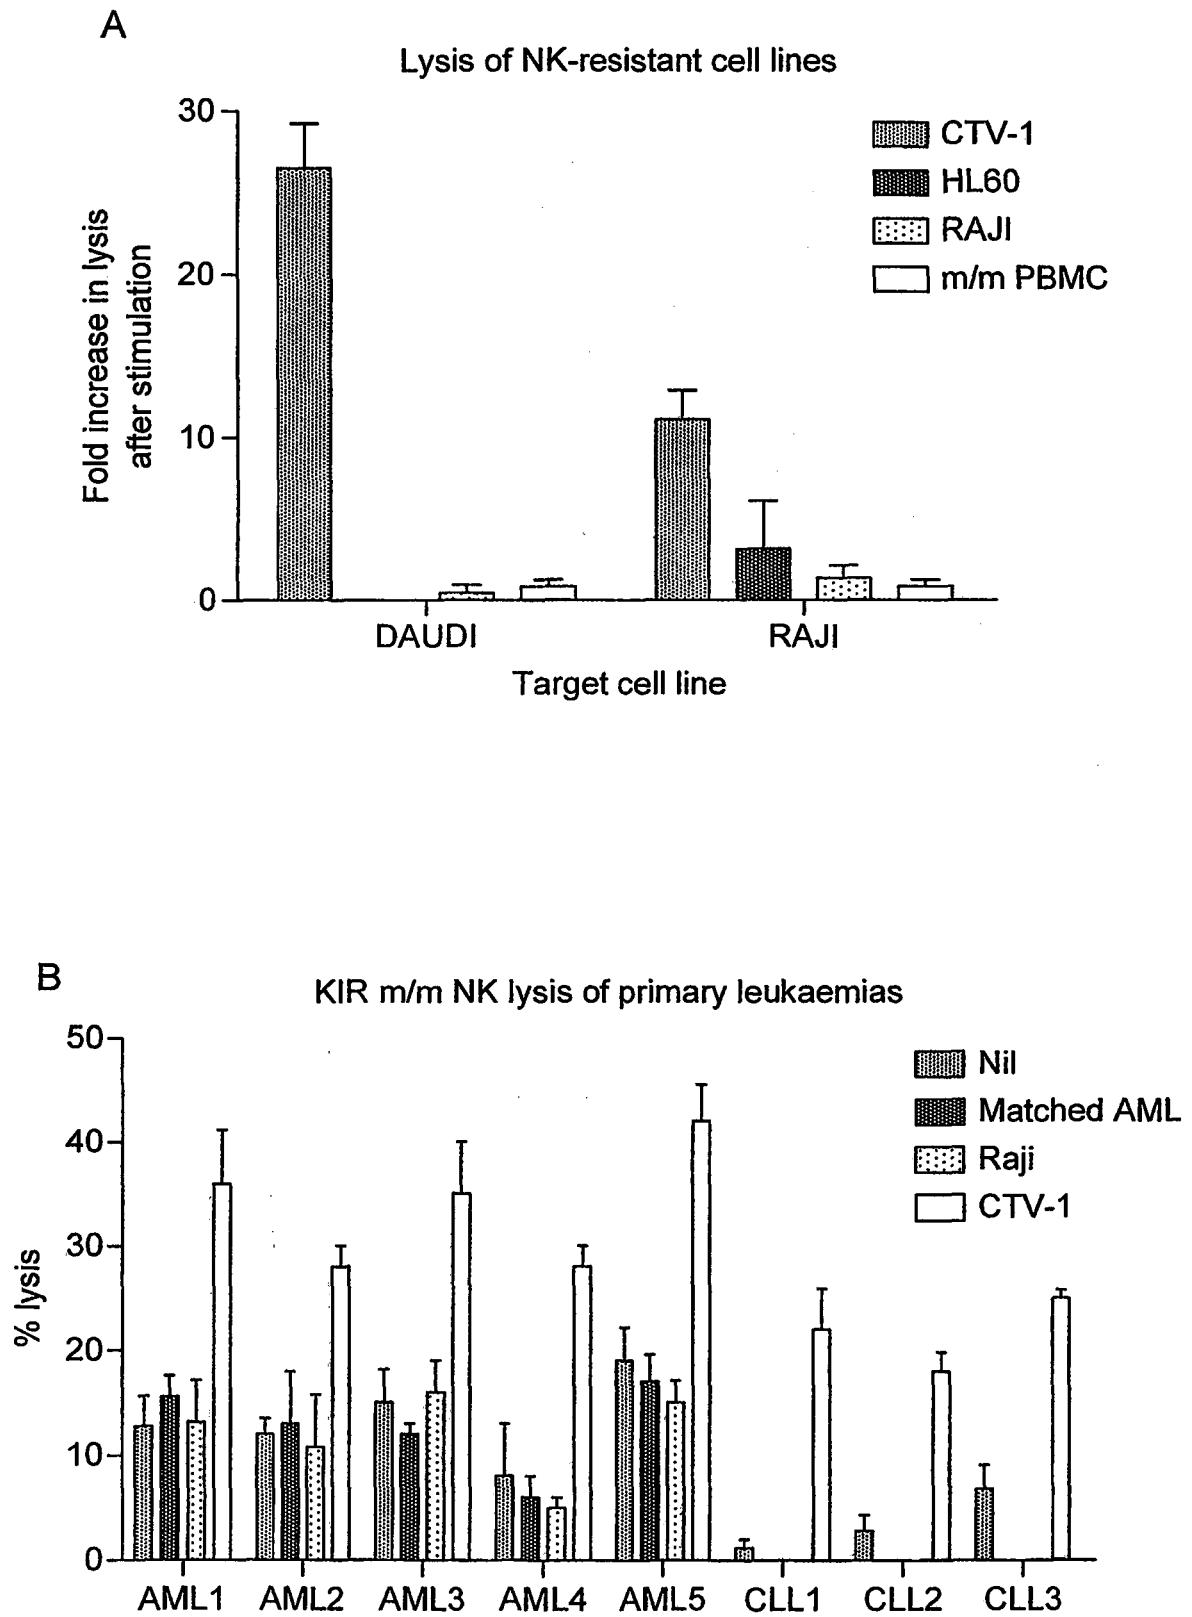 A
Lysis of NK-resistant cell lines
30
20
10
0
Fold increase in lysis
after stimulation
CTV-1
HL60
RAJI
m/m PBMC
DAUDI
RAJI
Target cell line
B
KIR m/m NK lysis of primary leukaemias
50
40
30
20
10
0
% lysis
Nil
Matched AML
Raji
CTV-1
AML1
AML2
AML3
AML4
AML5
CLL1
CLL2
CLL3